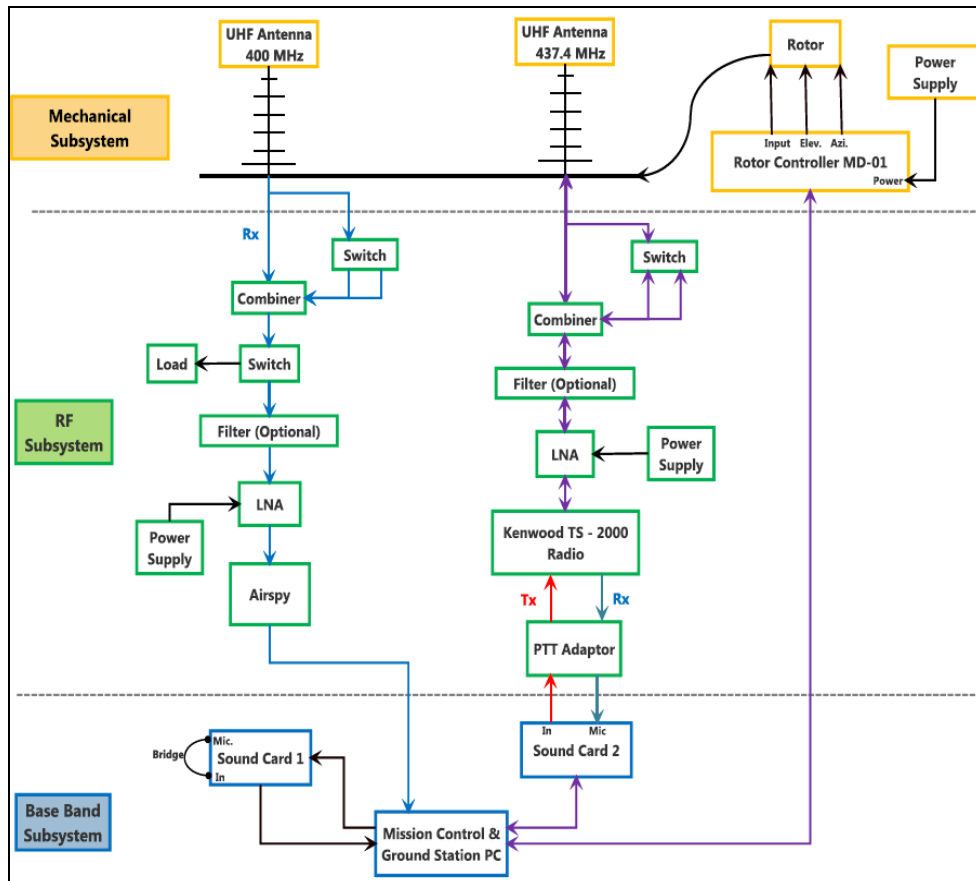 UHF Antenna
400 MHz
UHF Antenna
437.4 MHz
Rotor
Power
Supply
Mechanical
Subsystem
Input
Elev.
Azi.
Rotor Controller MD-01
Power
Rx
Switch
Combiner
Switch
Load
Filter (Optional)
LNA
Power
Supply
Airspy
Switch
Combiner
Filter (Optional)
LNA
Power
Supply
Kenwood TS - 2000
Radio
Tx
Rx
PTT Adaptor
RF
Subsystem
In
Mic
Sound Card 2
Bridge
Mic.
Sound Card 1
In
Mission Control &
Ground Station PC
Base Band
Subsystem